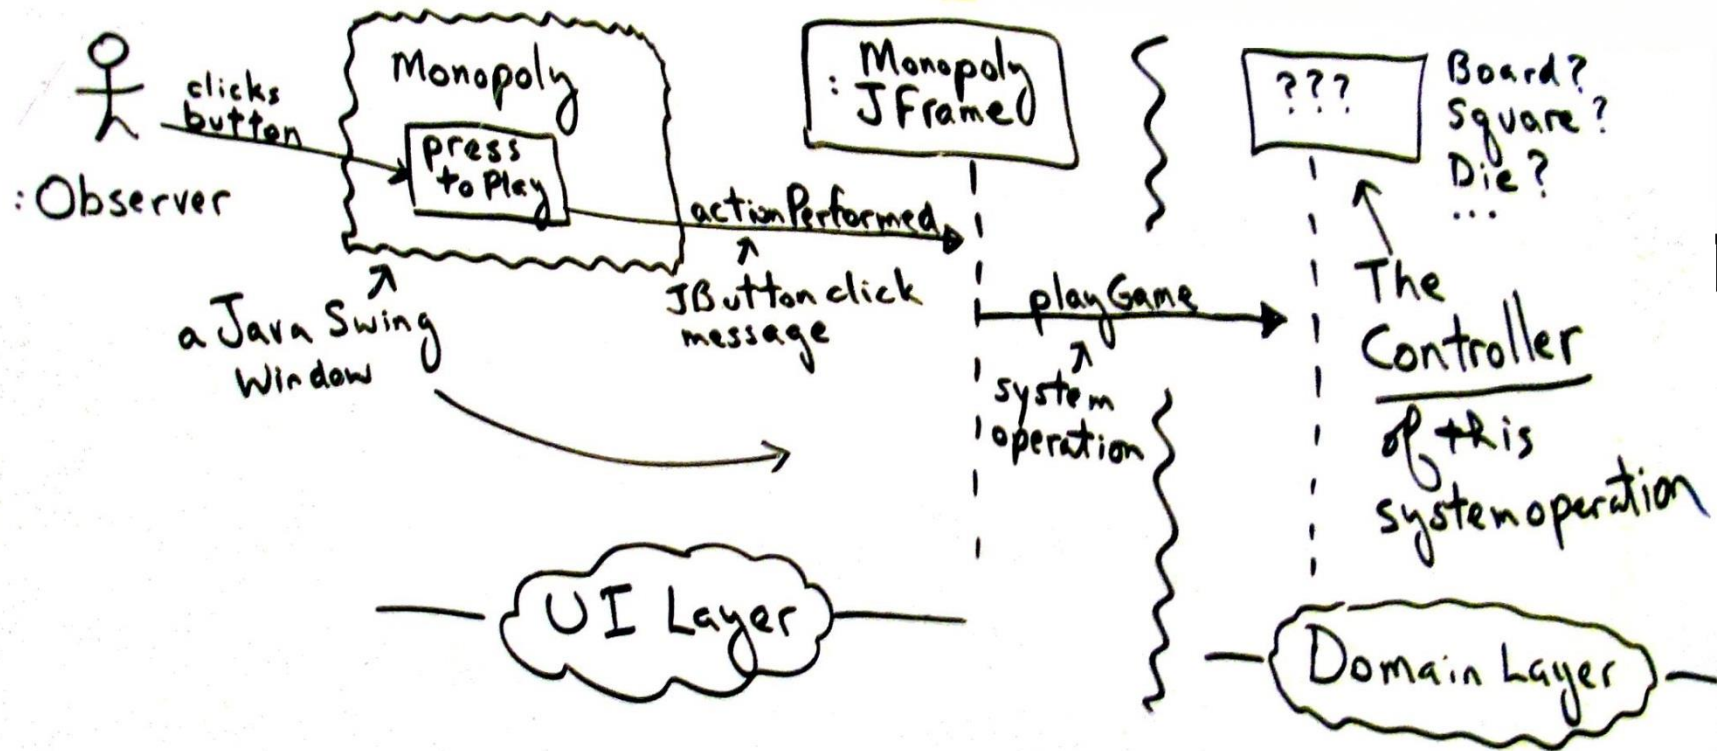 clicks
button
: Observer
Monopoly
press
to Play
a Java Swing
Window
actionPerformed
JButton click
message
Monopoly
: JFrame
playGame
system
operation
???
Board?
Square?
Die?
...
The
Controller
of this
system operation
UI Layer
Domain Layer